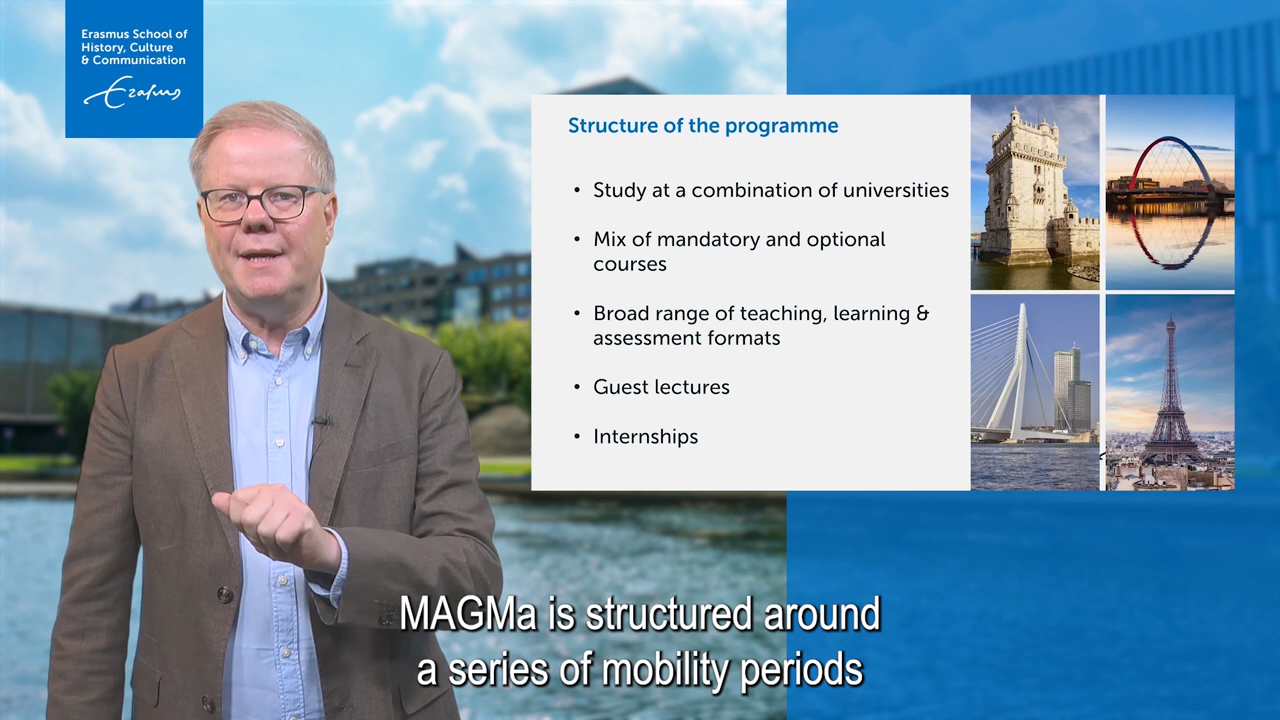 Erasmus School of
History, Culture
& Communication
Erasmus
Structure of the programme
• Study at a combination of universities
• Mix of mandatory and optional
courses
• Broad range of teaching, learning &
assessment formats
• Guest lectures
• Internships
MAGMa is structured around
a series of mobility periods